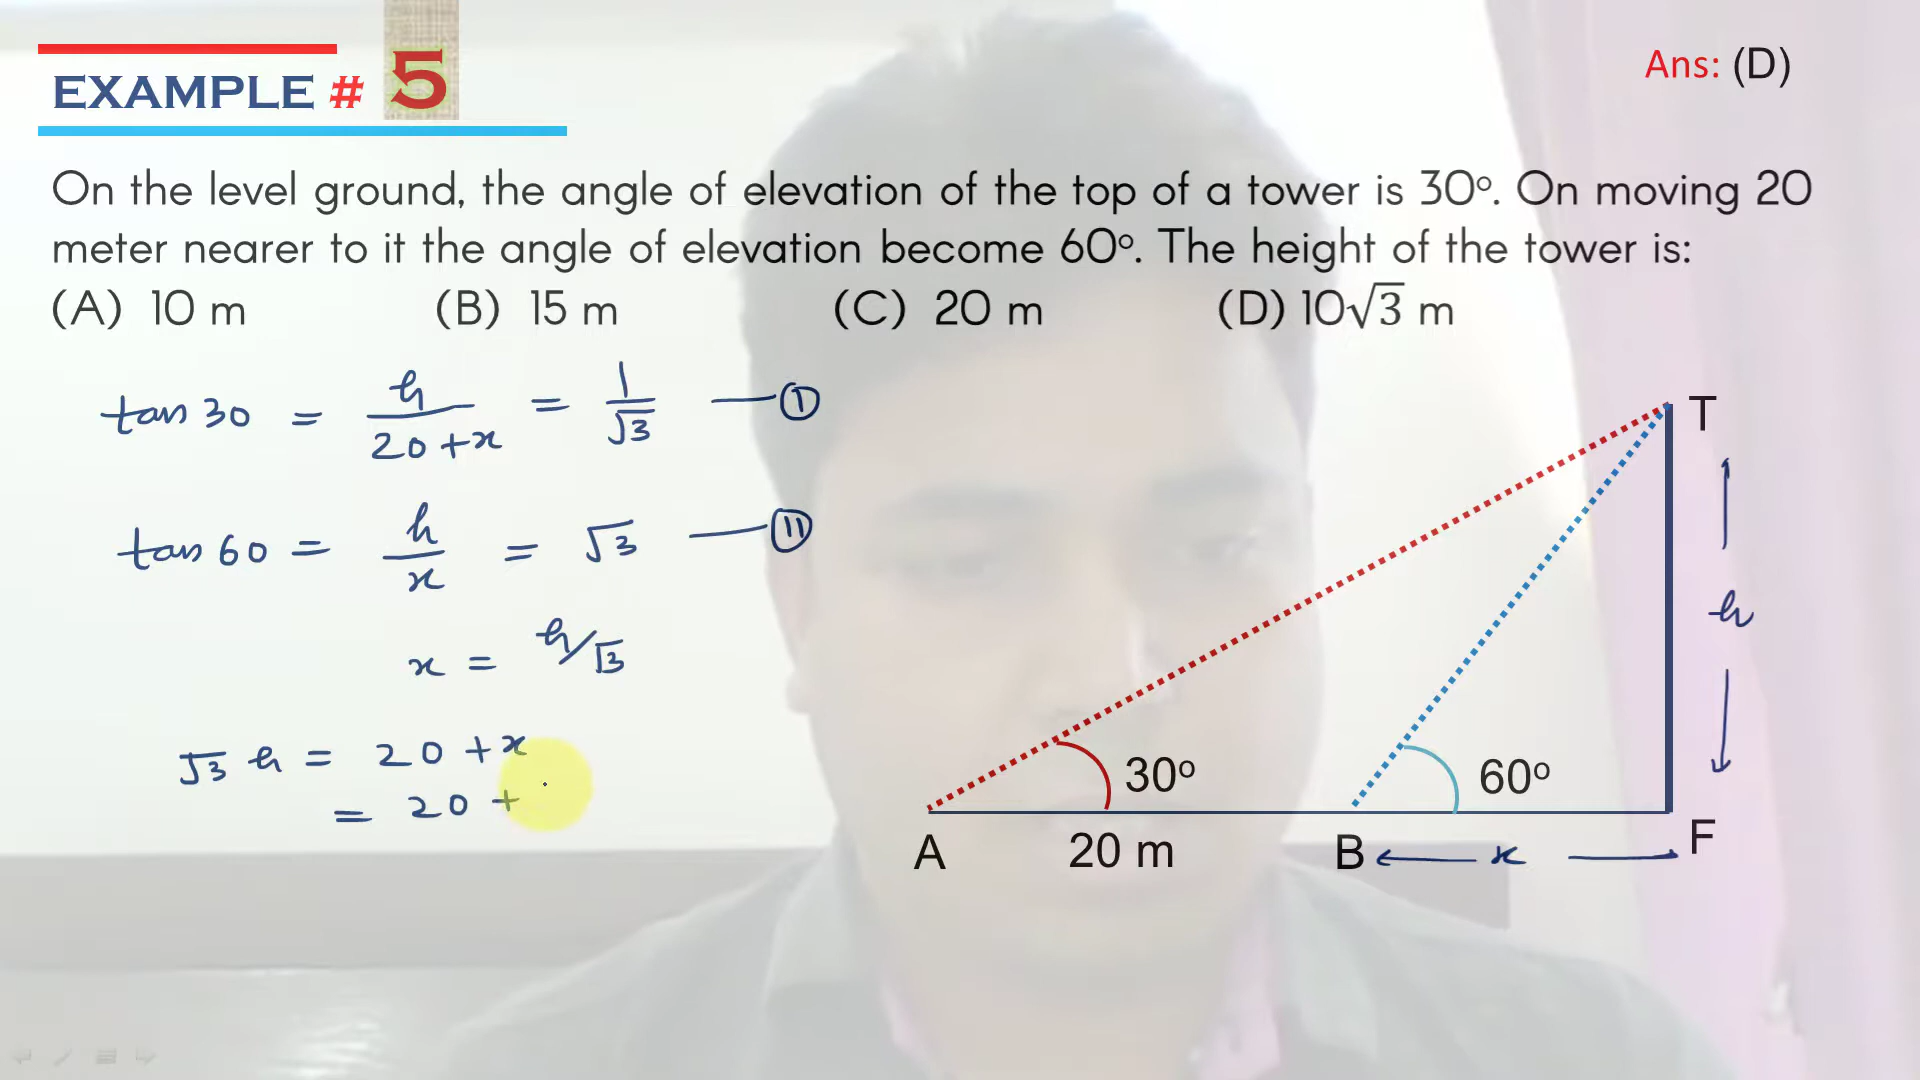 EXAMPLE # 5
Ans: (D)
On the level ground, the angle of elevation of the top of a tower is 30°. On moving 20
meter nearer to it the angle of elevation become 60°. The height of the tower is:
(A) 10 m (B) 15 m (C) 20 m (D) 10√3 m
tan 30 = h/(20+x) = 1/√3 — I
tan 60 = h/x = √3 — II
x = h/√3
√3 h = 20 + x
= 20 +
T
h
30°
60°
A
20 m
B
x
F